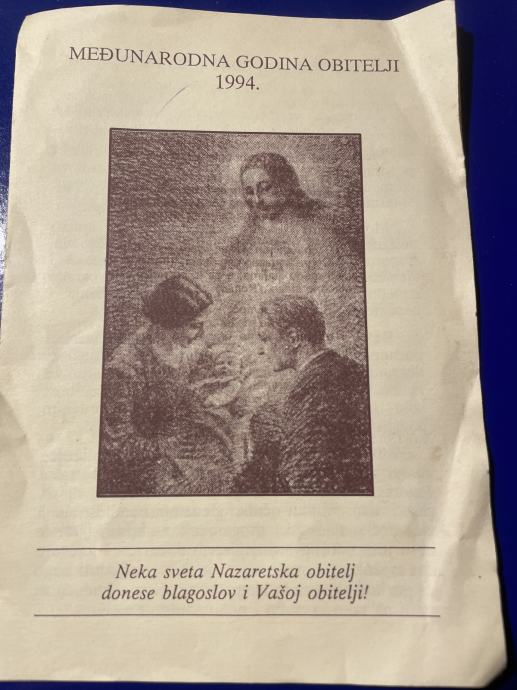 MEĐUNARODNA GODINA OBITELJI
1994.
Neka sveta Nazaretska obitelj
donese blagoslov i Vašoj obitelji!